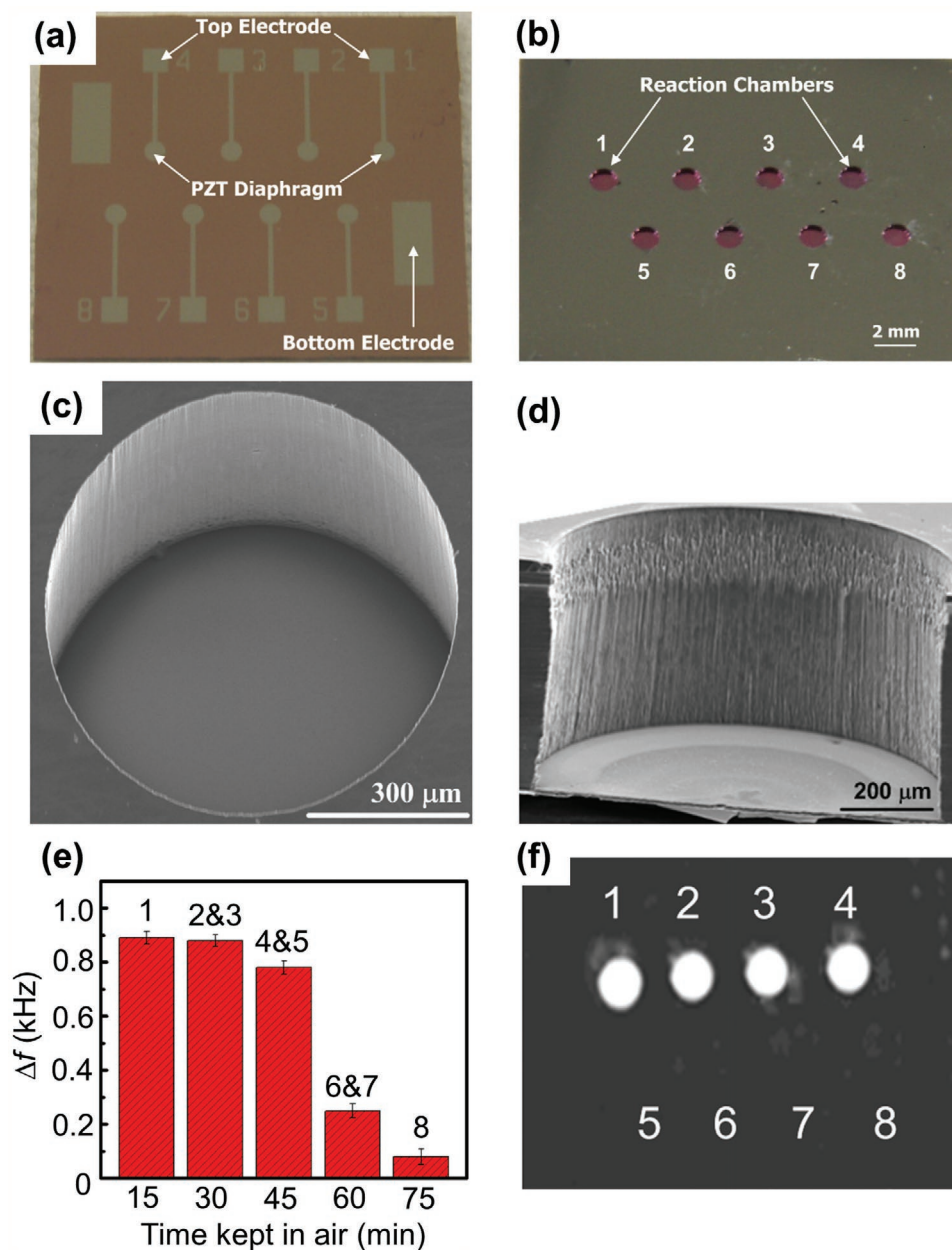 (a)
Top Electrode
4 3 2 1
PZT Diaphragm
8 7 6 5
Bottom Electrode
(b)
Reaction Chambers
1 2 3 4
5 6 7 8
2 mm
(c)
300 μm
(d)
200 μm
(e)
1.0
0.8
0.6
0.4
0.2
0
Δf (kHz)
1
2&3
4&5
6&7
8
15 30 45 60 75
Time kept in air (min)
(f)
1 2 3 4
5 6 7 8